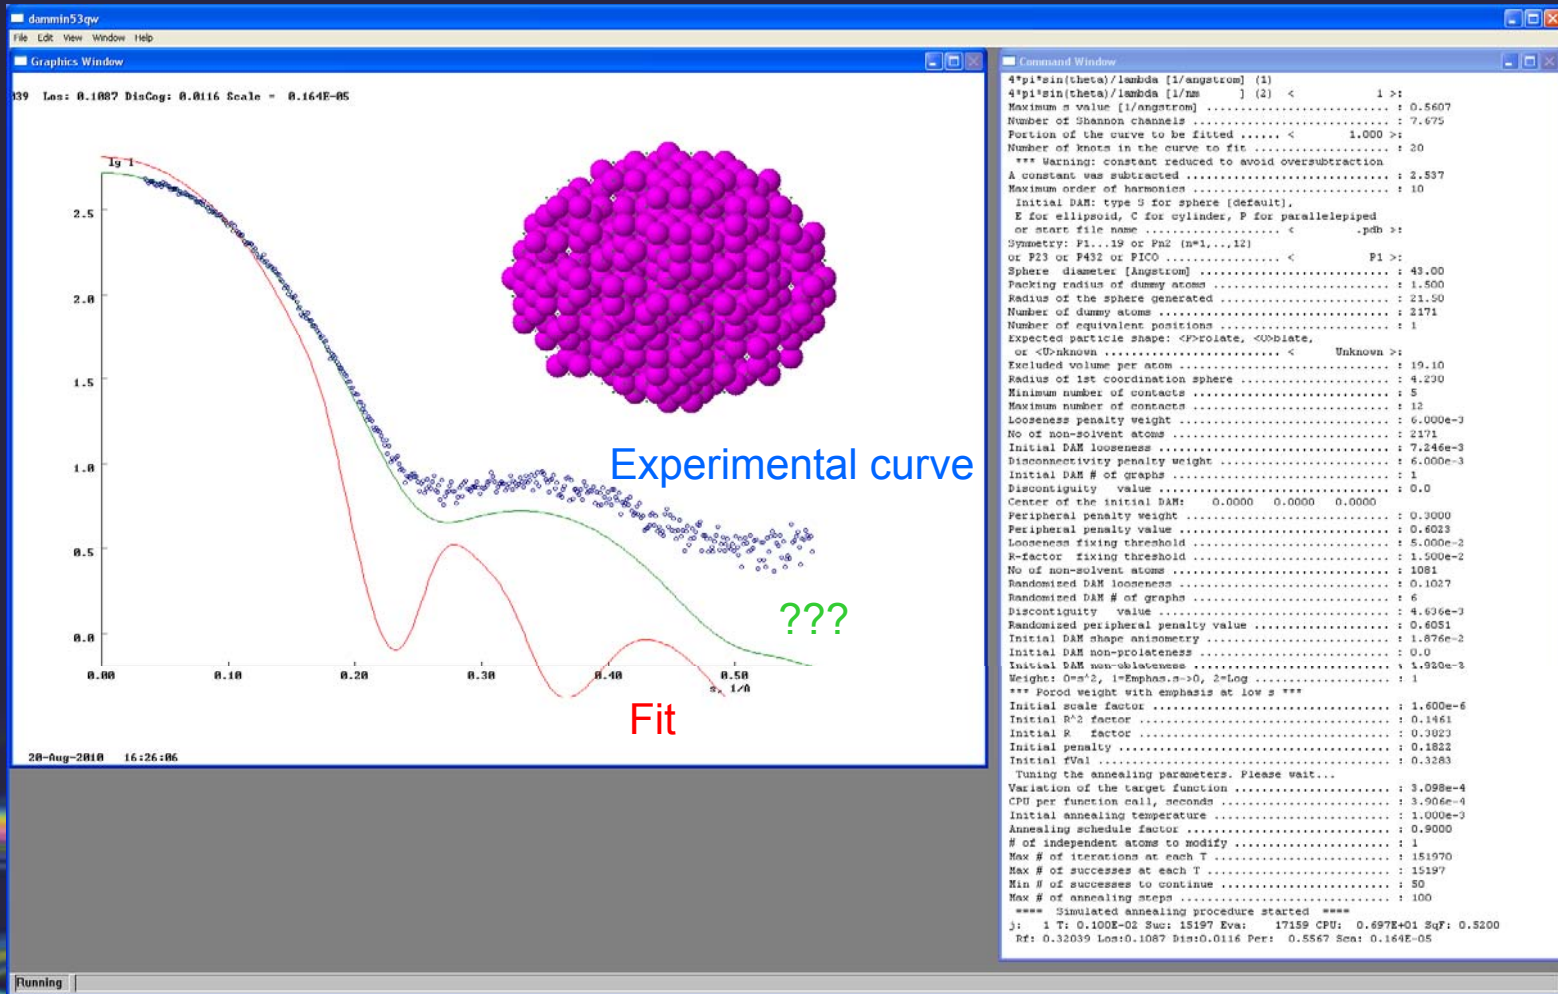 dammin53qw
File Edit View Window Help
Graphics Window
39 Los: 0.1087 DisCog: 0.0116 Scale = 0.164E-05
lg I
2.5
2.0
1.5
1.0
0.5
0.0
0.00 0.10 0.20 0.30 0.40 0.50
s, 1/A
Experimental curve
???
Fit
20-Aug-2010 16:26:06
Command Window
4*pi*sin(theta)/lambda [1/angstrom] (1)
4*pi*sin(theta)/lambda [1/nm ] (2) < 1 >:
Maximum s value [1/angstrom] ............................ : 0.5607
Number of Shannon channels .............................. : 7.675
Portion of the curve to be fitted ...... < 1.000 >:
Number of knots in the curve to fit ..................... : 20
*** Warning: constant reduced to avoid oversubtraction
A constant was subtracted ............................... : 2.537
Maximum order of harmonics .............................. : 10
Initial DAM: type S for sphere [default],
E for ellipsoid, C for cylinder, P for parallelepiped
or start file name ..................... < .pdb >:
Symmetry: P1...19 or Pn2 (n=1,..,12)
or P23 or P432 or PICO ................. < P1 >:
Sphere diameter [Angstrom] ............................. : 43.00
Packing radius of dummy atoms ........................... : 1.500
Radius of the sphere generated .......................... : 21.50
Number of dummy atoms ................................... : 2171
Number of equivalent positions .......................... : 1
Expected particle shape: <P>rolate, <O>blate,
or <U>nknown ........................... < Unknown >:
Excluded volume per atom ................................ : 19.10
Radius of 1st coordination sphere ....................... : 4.230
Minimum number of contacts .............................. : 5
Maximum number of contacts .............................. : 12
Looseness penalty weight ................................ : 6.000e-3
No of non-solvent atoms ................................. : 2171
Initial DAM looseness ................................... : 7.246e-3
Disconnectivity penalty weight .......................... : 6.000e-3
Initial DAM # of graphs ................................. : 1
Discontiguity value ................................... : 0.0
Center of the initial DAM: 0.0000 0.0000 0.0000
Peripheral penalty weight ............................... : 0.3000
Peripheral penalty value ................................ : 0.6023
Looseness fixing threshold .............................. : 5.000e-2
R-factor fixing threshold .............................. : 1.500e-2
No of non-solvent atoms ................................. : 1081
Randomized DAM looseness ................................ : 0.1027
Randomized DAM # of graphs .............................. : 6
Discontiguity value ................................... : 4.636e-3
Randomized peripheral penalty value ..................... : 0.6051
Initial DAM shape anisometry ............................ : 1.876e-2
Initial DAM non-prolateness ............................. : 0.0
Initial DAM non-oblateness .............................. : 1.920e-2
Weight: 0=s^2, 1=Emphas.s->0, 2=Log ..................... : 1
*** Porod weight with emphasis at low s ***
Initial scale factor .................................... : 1.600e-6
Initial R^2 factor ...................................... : 0.1461
Initial R factor ...................................... : 0.3823
Initial penalty ......................................... : 0.1822
Initial fVal ............................................ : 0.3283
Tuning the annealing parameters. Please wait...
Variation of the target function ........................ : 3.098e-4
CPU per function call, seconds .......................... : 3.906e-4
Initial annealing temperature ........................... : 1.000e-3
Annealing schedule factor ............................... : 0.9000
# of independent atoms to modify ........................ : 1
Max # of iterations at each T ........................... : 151970
Max # of successes at each T ............................ : 15197
Min # of successes to continue .......................... : 50
Max # of annealing steps ................................ : 100
==== Simulated annealing procedure started ====
j: 1 T: 0.100E-02 Suc: 15197 Eva: 17159 CPU: 0.697E+01 SqF: 0.5200
Rf: 0.32039 Los:0.1087 Dis:0.0116 Per: 0.5567 Sca: 0.164E-05
Running